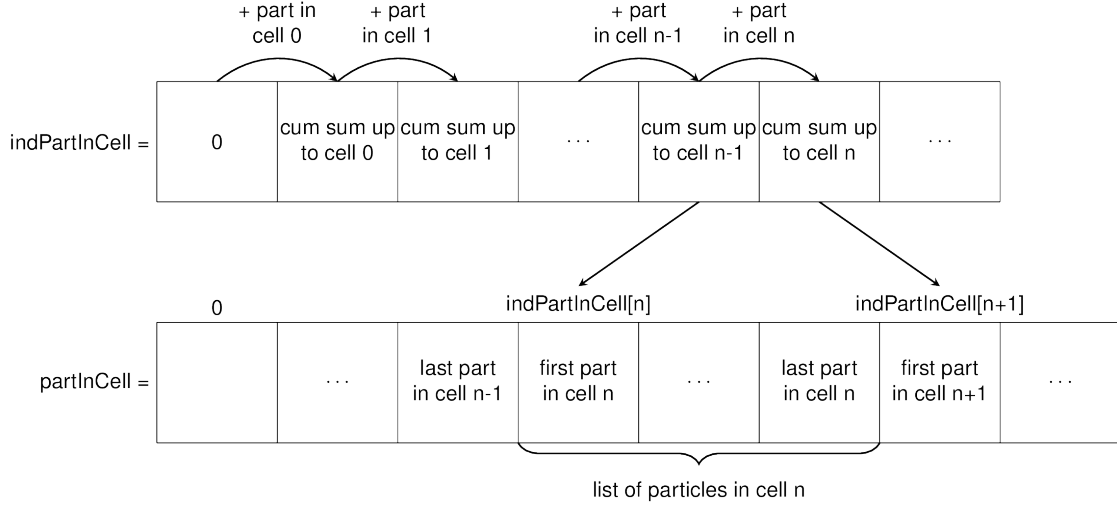 + part in
cell 0
+ part
in cell 1
+ part
in cell n-1
+ part
in cell n
indPartInCell =
0
cum sum up
to cell 0
cum sum up
to cell 1
. . .
cum sum up
to cell n-1
cum sum up
to cell n
. . .
0
indPartInCell[n]
indPartInCell[n+1]
partInCell =
. . .
last part
in cell n-1
first part
in cell n
. . .
last part
in cell n
first part
in cell n+1
. . .
list of particles in cell n